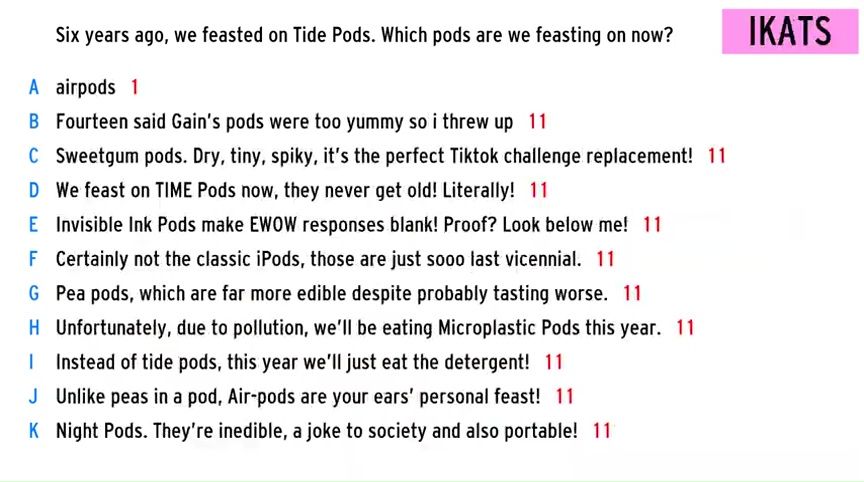 Six years ago, we feasted on Tide Pods. Which pods are we feasting on now?
IKATS
A airpods 1
B Fourteen said Gain's pods were too yummy so i threw up 11
C Sweetgum pods. Dry, tiny, spiky, it's the perfect Tiktok challenge replacement! 11
D We feast on TIME Pods now, they never get old! Literally! 11
E Invisible Ink Pods make EWOW responses blank! Proof? Look below me! 11
F Certainly not the classic iPods, those are just sooo last vicennial. 11
G Pea pods, which are far more edible despite probably tasting worse. 11
H Unfortunately, due to pollution, we'll be eating Microplastic Pods this year. 11
I Instead of tide pods, this year we'll just eat the detergent! 11
J Unlike peas in a pod, Air-pods are your ears' personal feast! 11
K Night Pods. They're inedible, a joke to society and also portable! 11